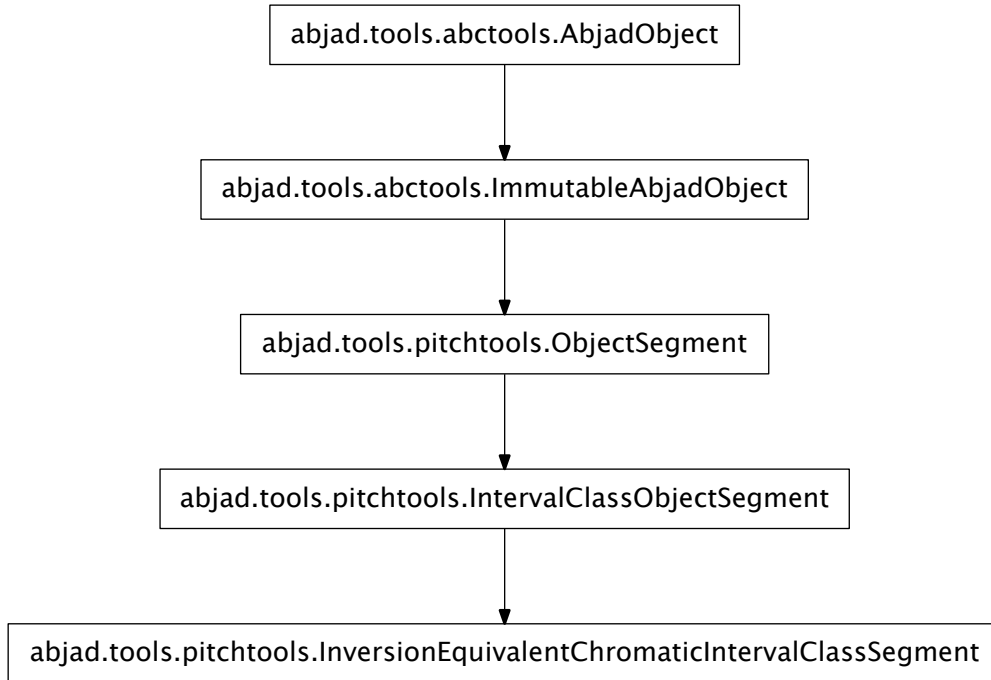 abjad.tools.abctools.AbjadObject
abjad.tools.abctools.ImmutableAbjadObject
abjad.tools.pitchtools.ObjectSegment
abjad.tools.pitchtools.IntervalClassObjectSegment
abjad.tools.pitchtools.InversionEquivalentChromaticIntervalClassSegment